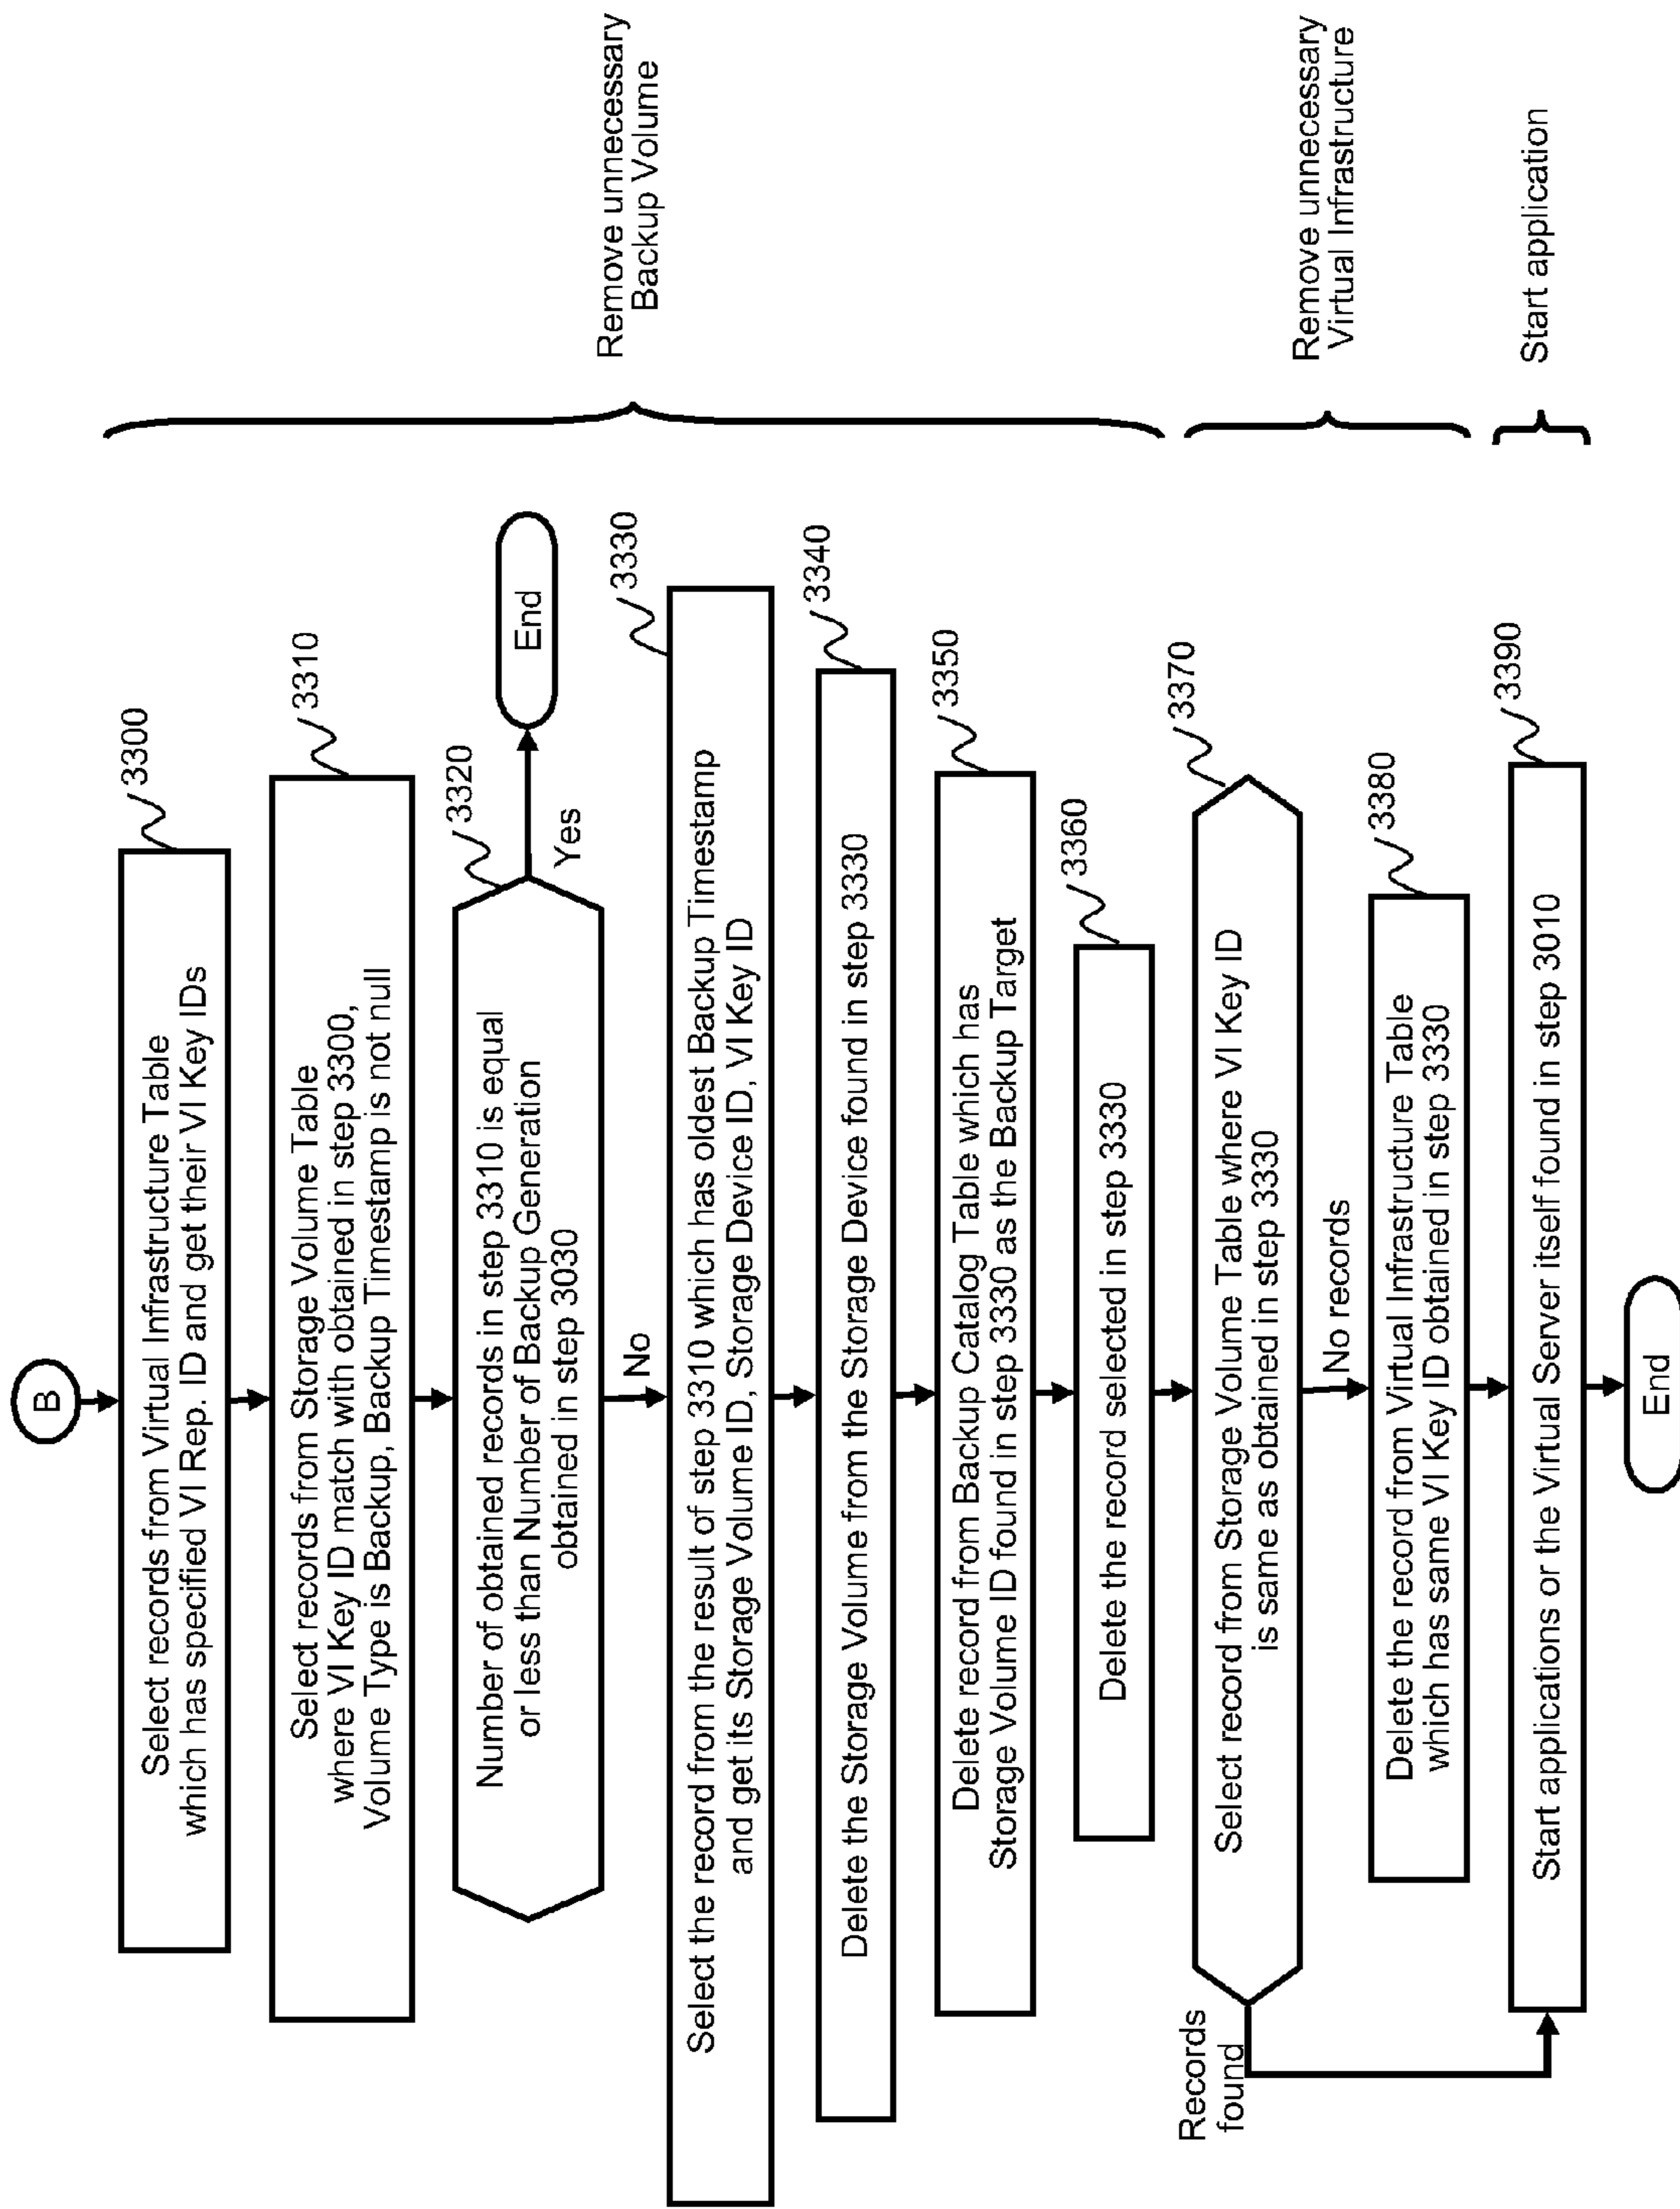 B
3300
Select records from Virtual Infrastructure Table
which has specified VI Rep. ID and get their VI Key IDs
3310
Select records from Storage Volume Table
where VI Key ID match with obtained in step 3300,
Volume Type is Backup, Backup Timestamp is not null
3320
Number of obtained records in step 3310 is equal
or less than Number of Backup Generation
obtained in step 3030
Yes
End
No
3330
Select the record from the result of step 3310 which has oldest Backup Timestamp
and get its Storage Volume ID, Storage Device ID, VI Key ID
3340
Delete the Storage Volume from the Storage Device found in step 3330
3350
Delete record from Backup Catalog Table which has
Storage Volume ID found in step 3330 as the Backup Target
3360
Delete the record selected in step 3330
Remove unnecessary
Backup Volume
3370
Select record from Storage Volume Table where VI Key ID
is same as obtained in step 3330
Records
found
No records
3380
Delete the record from Virtual Infrastructure Table
which has same VI Key ID obtained in step 3330
Remove unnecessary
Virtual Infrastructure
3390
Start applications or the Virtual Server itself found in step 3010
Start application
End